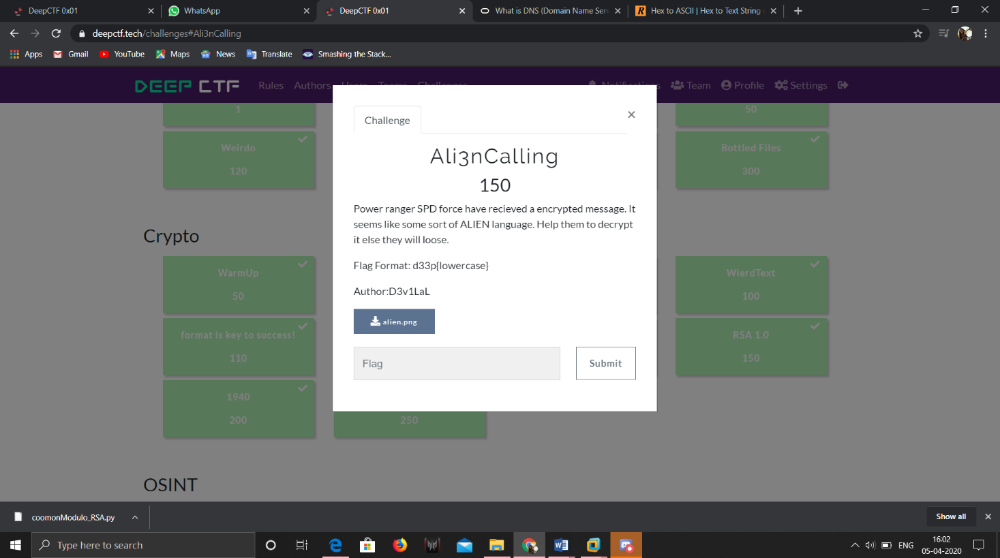 DeepCTF 0x01
WhatsApp
DeepCTF 0x01
What is DNS (Domain Name Serv
Hex to ASCII | Hex to Text String
deepctf.tech/challenges#Ali3nCalling
Apps
Gmail
YouTube
Maps
News
Translate
Smashing the Stack...
DEEP CTF
Rules
Authors
Users
Teams
Challenges
Notifications
Team
Profile
Settings
1
50
Weirdo
120
Bottled Files
300
Challenge
×
Ali3nCalling
150
Power ranger SPD force have recieved a encrypted message. It
seems like some sort of ALIEN language. Help them to decrypt
it else they will loose.
Flag Format: d33p{lowercase}
Author:D3v1LaL
alien.png
Flag
Submit
Crypto
WarmUp
50
WierdText
100
format is key to success!
110
RSA 1.0
150
1940
200
250
OSINT
coomonModulo_RSA.py
Show all
Type here to search
ENG
16:02
05-04-2020